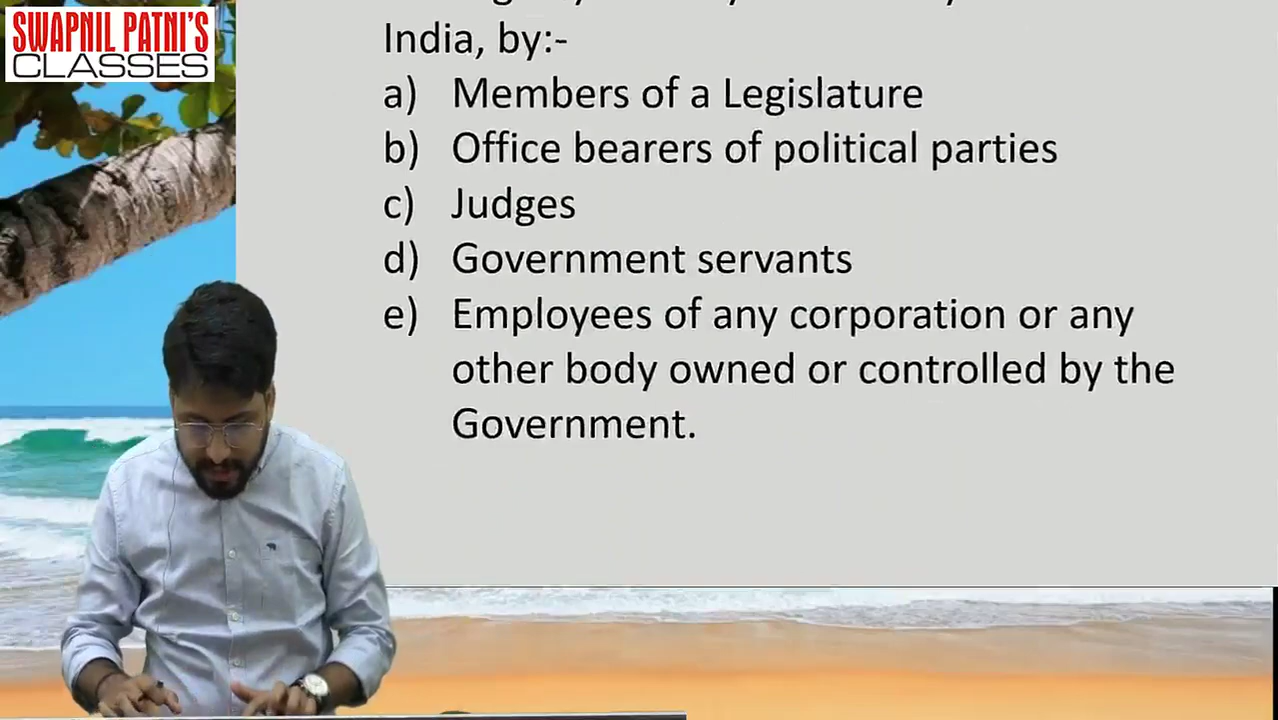 SWAPNIL PATNI'S
CLASSES
India, by:-
a) Members of a Legislature
b) Office bearers of political parties
c) Judges
d) Government servants
e) Employees of any corporation or any
other body owned or controlled by the
Government.